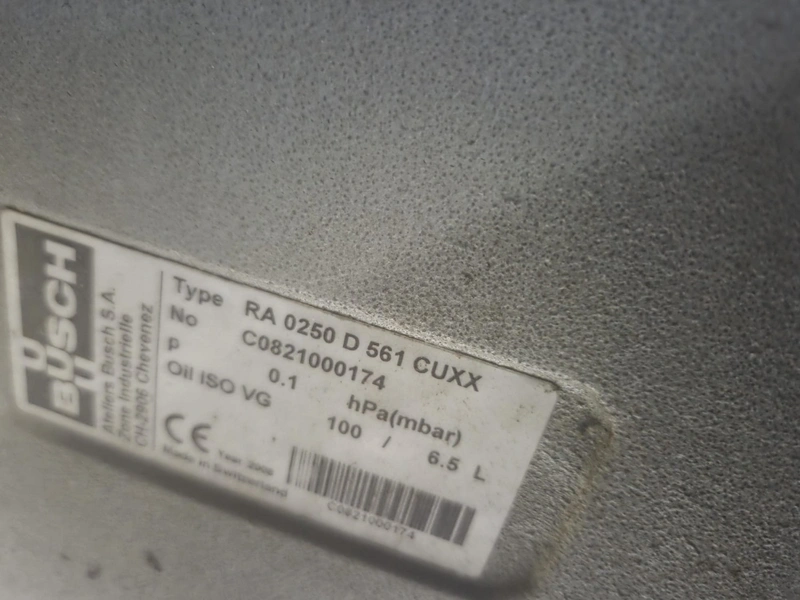 BUSCH
Ateliers Busch S.A.
Zone Industrielle
CH-2906 Chevenez
Type RA 0250 D 561 CUXX
No C0821000174
p 0.1 hPa(mbar)
Oil ISO VG 100 / 6.5 L
CE
Year
Made in Switzerland
C0821000174